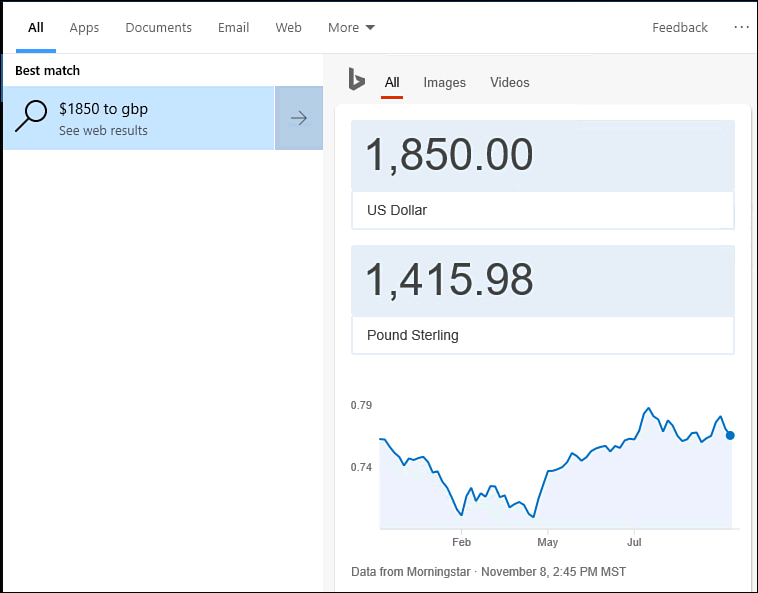 All Apps Documents Email Web More Feedback ...
Best match
$1850 to gbp
See web results
All Images Videos
1,850.00
US Dollar
1,415.98
Pound Sterling
0.79
0.74
Feb May Jul
Data from Morningstar · November 8, 2:45 PM MST